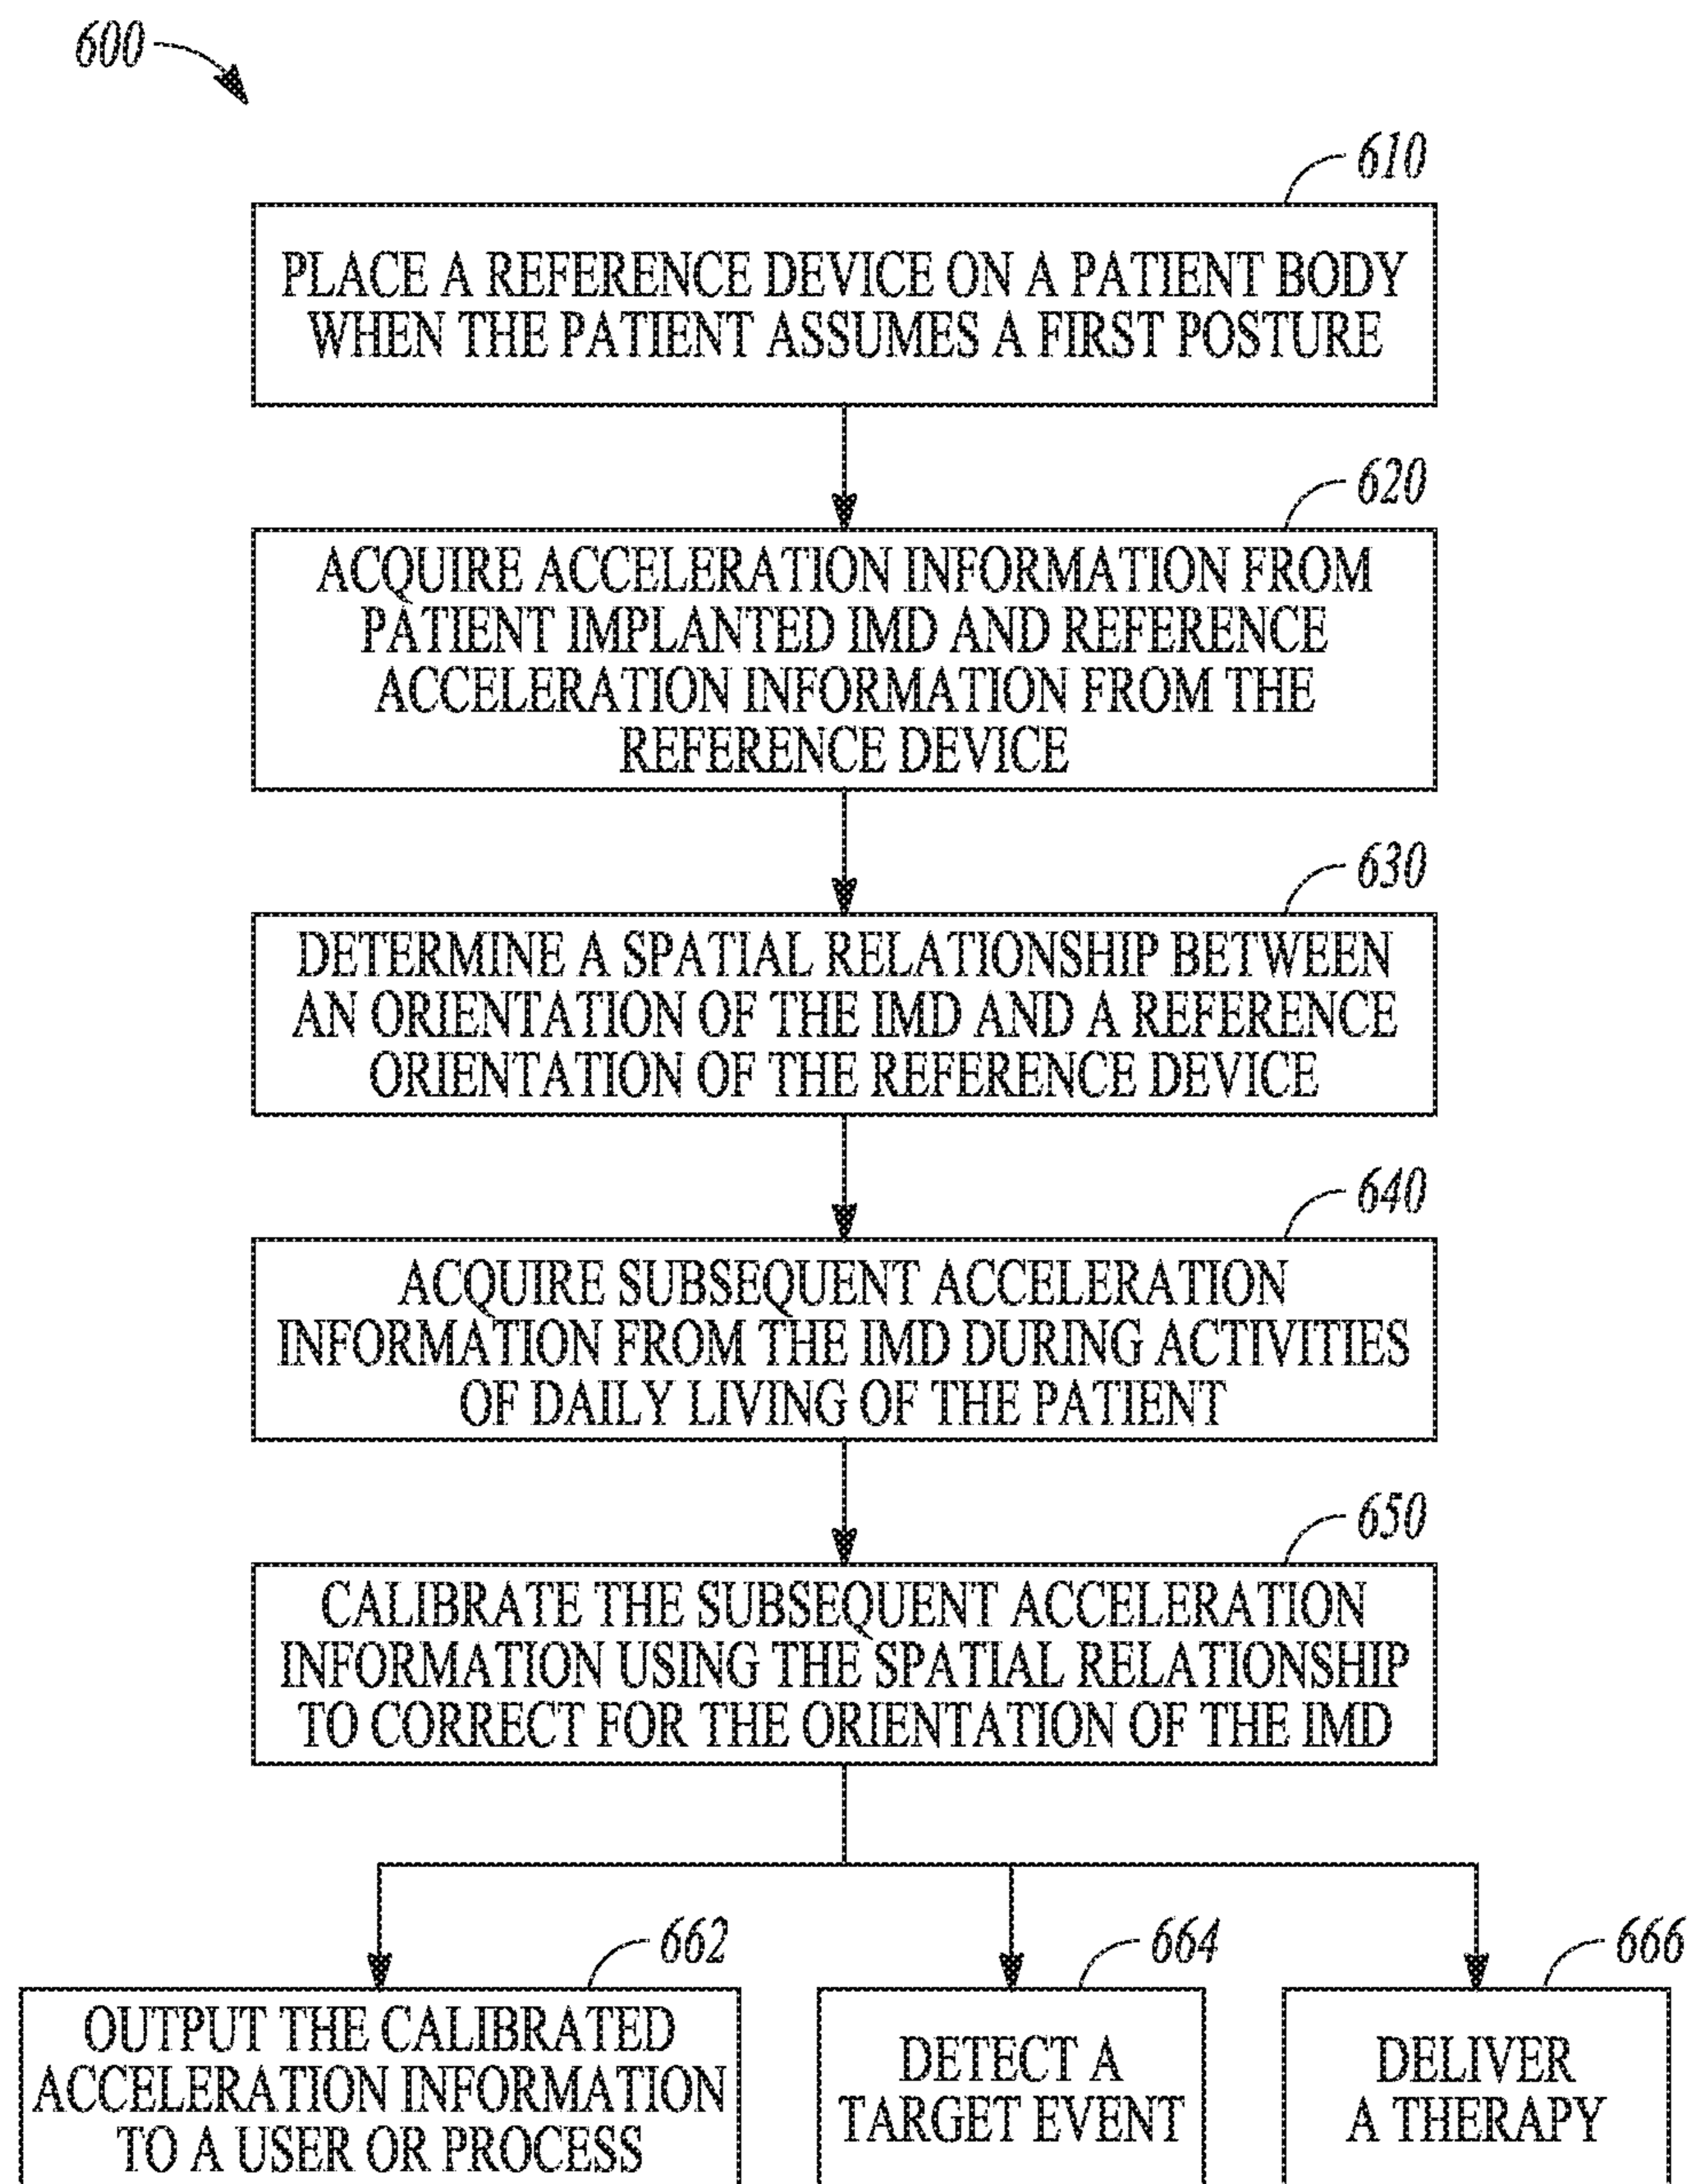 600
610
PLACE A REFERENCE DEVICE ON A PATIENT BODY
WHEN THE PATIENT ASSUMES A FIRST POSTURE
620
ACQUIRE ACCELERATION INFORMATION FROM
PATIENT IMPLANTED IMD AND REFERENCE
ACCELERATION INFORMATION FROM THE
REFERENCE DEVICE
630
DETERMINE A SPATIAL RELATIONSHIP BETWEEN
AN ORIENTATION OF THE IMD AND A REFERENCE
ORIENTATION OF THE REFERENCE DEVICE
640
ACQUIRE SUBSEQUENT ACCELERATION
INFORMATION FROM THE IMD DURING ACTIVITIES
OF DAILY LIVING OF THE PATIENT
650
CALIBRATE THE SUBSEQUENT ACCELERATION
INFORMATION USING THE SPATIAL RELATIONSHIP
TO CORRECT FOR THE ORIENTATION OF THE IMD
662
OUTPUT THE CALIBRATED
ACCELERATION INFORMATION
TO A USER OR PROCESS
664
DETECT A
TARGET EVENT
666
DELIVER
A THERAPY